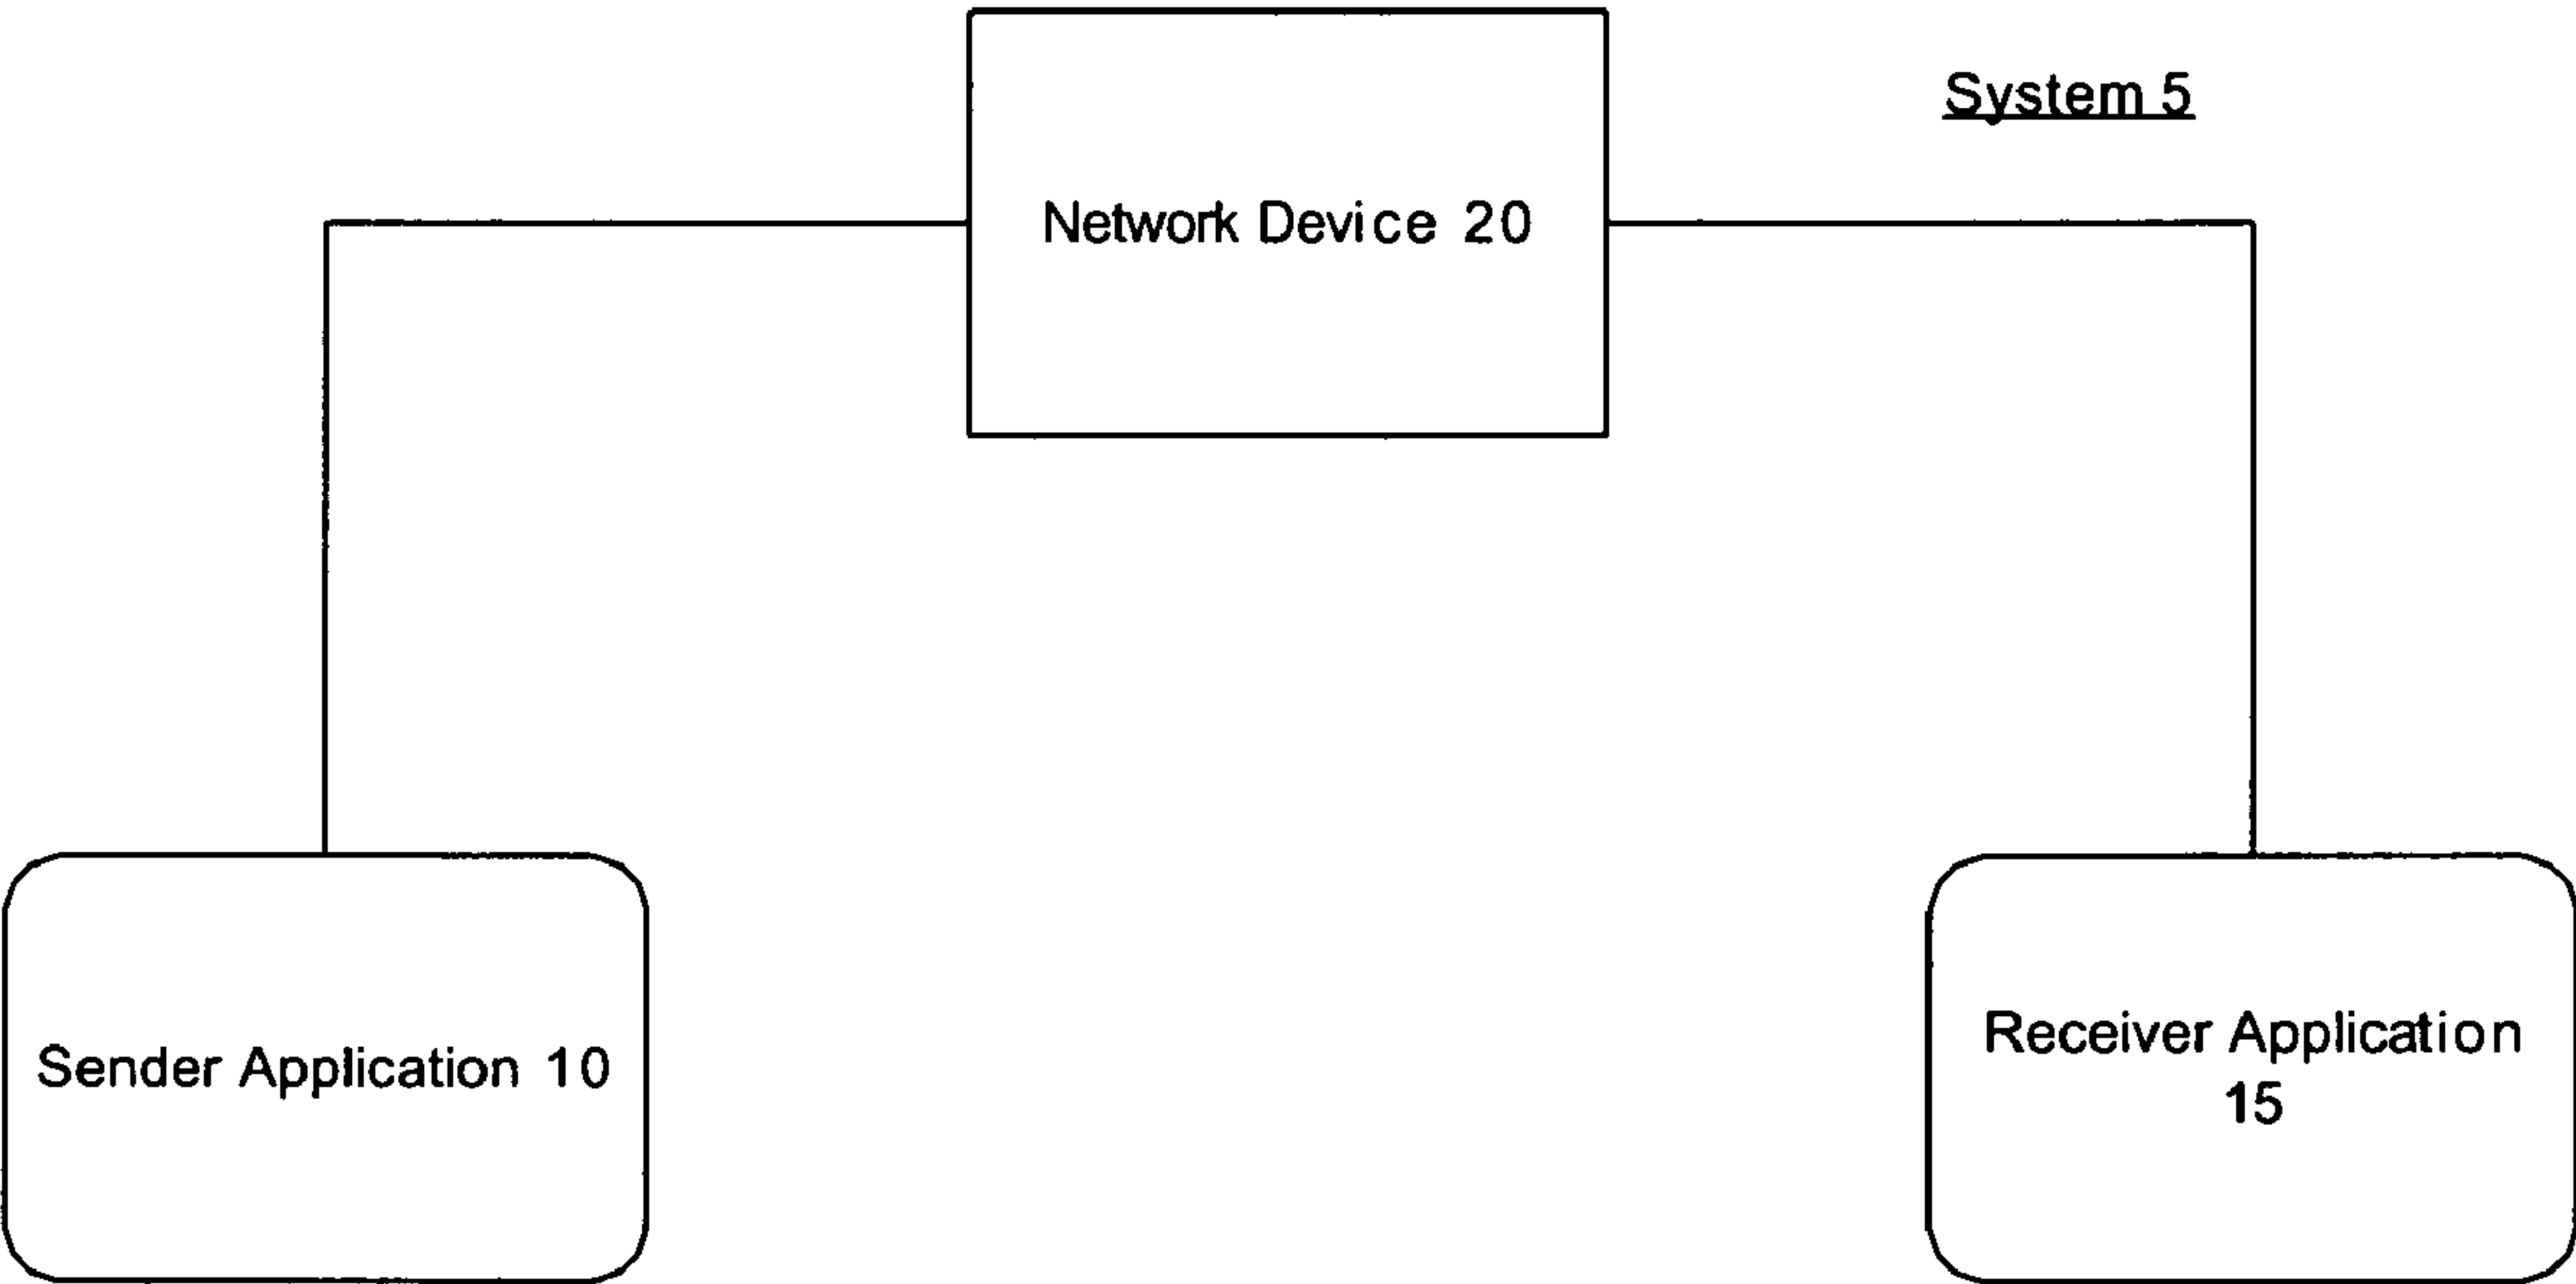 System 5
Network Device 20
Sender Application 10
Receiver Application
15